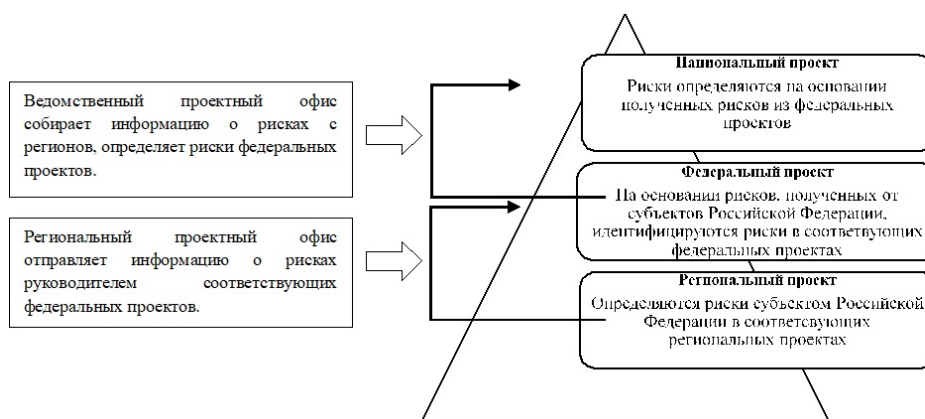 Ведомственный проектный офис
собирает информацию о рисках с
регионов, определяет риски федеральных
проектов.
Региональный проектный офис
отправляет информацию о рисках
руководителем соответствующих
федеральных проектов.
Национальный проект
Риски определяются на основании
полученных рисков из федеральных
проектов
Федеральный проект
На основании рисков, полученных от
субъектов Российской Федерации,
идентифицируются риски в соответвующих
федеральных проектах
Региональный проект
Определяются риски субъектом Российской
Федерации в соответсвующих
региональных проектах